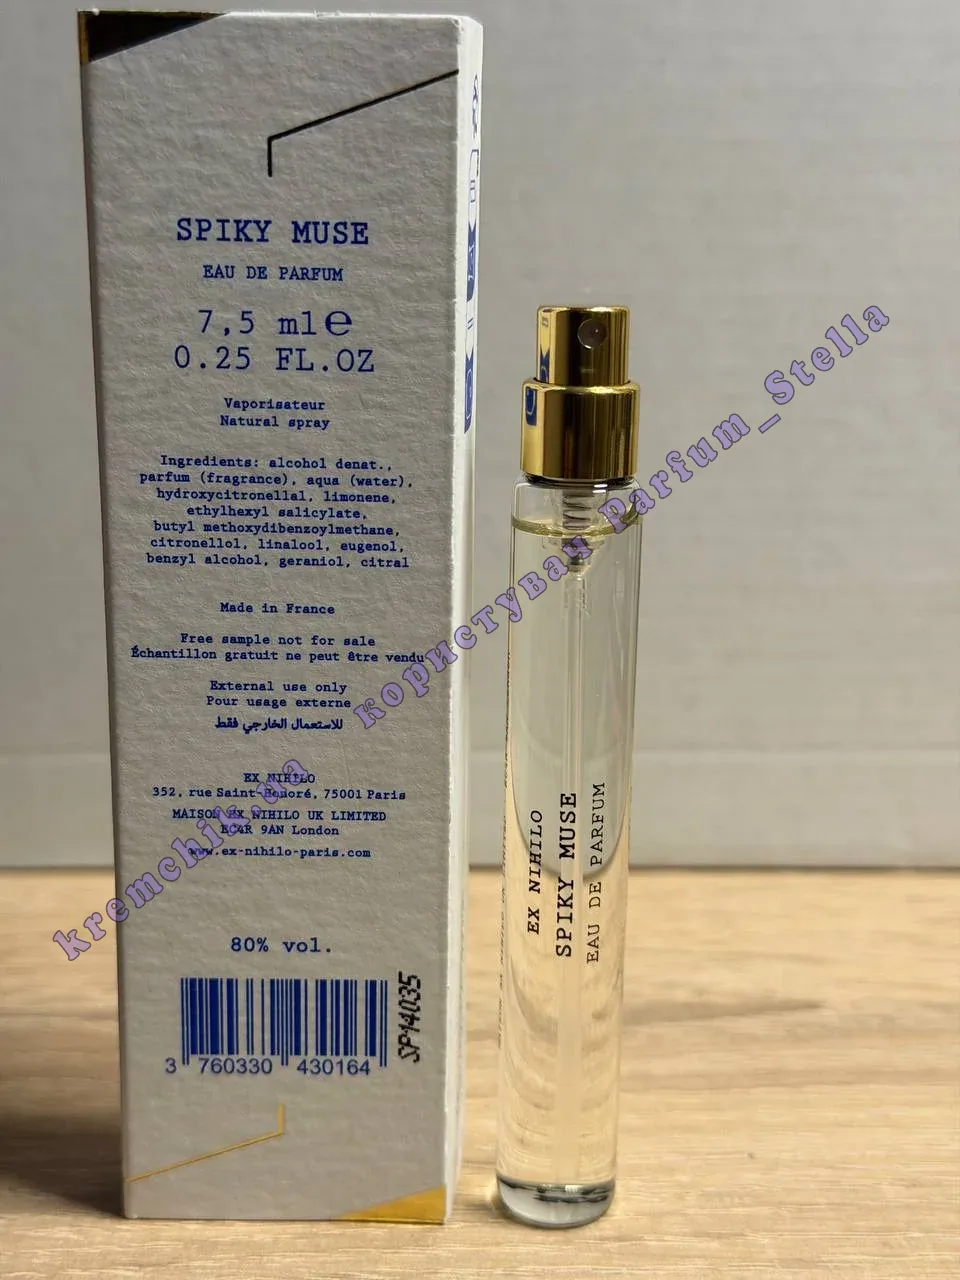 SPIKY MUSE
EAU DE PARFUM
7,5 ml℮
0.25 FL.OZ
Vaporisateur
Natural spray
Ingredients: alcohol denat.,
parfum (fragrance), aqua (water),
hydroxycitronellal, limonene,
ethylhexyl salicylate,
butyl methoxydibenzoylmethane,
citronellol, linalool, eugenol,
benzyl alcohol, geraniol, citral
Made in France
Free sample not for sale
Échantillon gratuit ne peut être vendu
External use only
Pour usage externe
للاستعمال الخارجي فقط
EX NIHILO
352, rue Saint-Honoré, 75001 Paris
MAISON EX NIHILO UK LIMITED
EC4R 9AN London
www.ex-nihilo-paris.com
80% vol.
SP14035
3 760330 430164
EX NIHILO
SPIKY MUSE
EAU DE PARFUM
kremchik.ua користувач Parfum_Stella